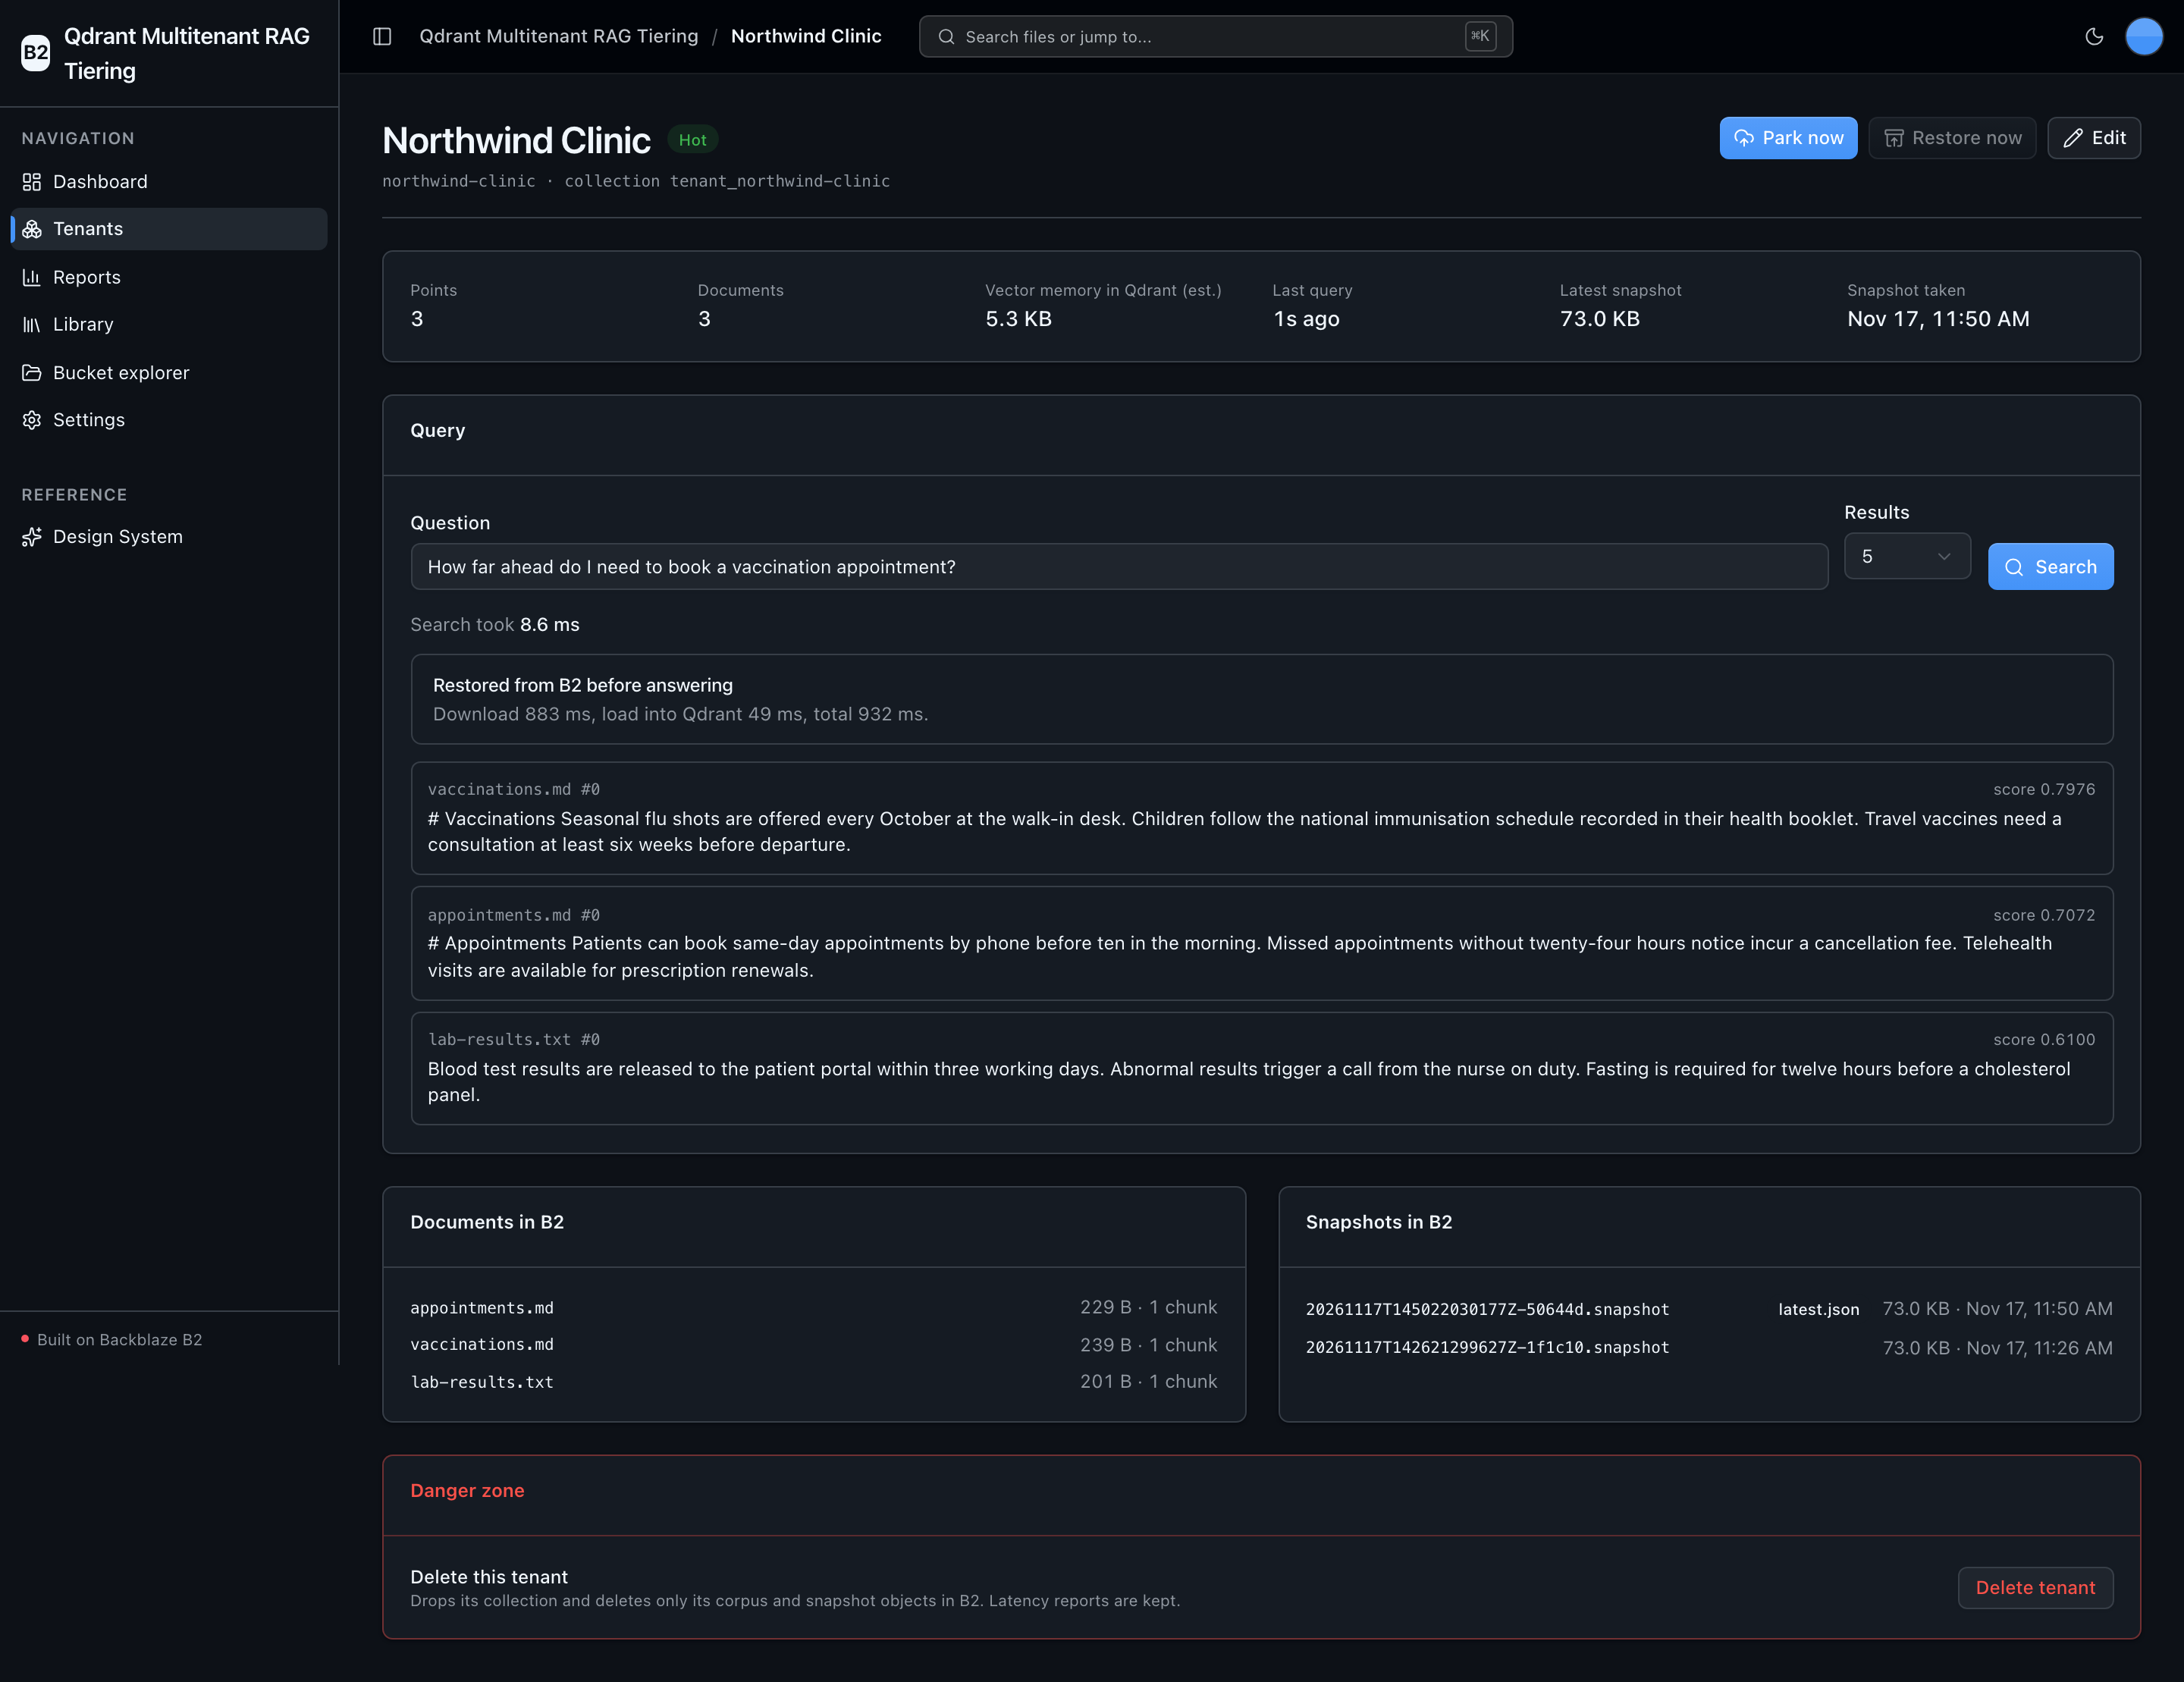 B2
Qdrant Multitenant RAG
Tiering
NAVIGATION
Dashboard
Tenants
Reports
Library
Bucket explorer
Settings
REFERENCE
Design System
Built on Backblaze B2
Qdrant Multitenant RAG Tiering / Northwind Clinic
Search files or jump to...
⌘K
Northwind Clinic
Hot
northwind-clinic · collection tenant_northwind-clinic
Park now
Restore now
Edit
Points
3
Documents
3
Vector memory in Qdrant (est.)
5.3 KB
Last query
1s ago
Latest snapshot
73.0 KB
Snapshot taken
Nov 17, 11:50 AM
Query
Question
How far ahead do I need to book a vaccination appointment?
Results
5
Search
Search took 8.6 ms
Restored from B2 before answering
Download 883 ms, load into Qdrant 49 ms, total 932 ms.
vaccinations.md #0
score 0.7976
# Vaccinations Seasonal flu shots are offered every October at the walk-in desk. Children follow the national immunisation schedule recorded in their health booklet. Travel vaccines need a
consultation at least six weeks before departure.
appointments.md #0
score 0.7072
# Appointments Patients can book same-day appointments by phone before ten in the morning. Missed appointments without twenty-four hours notice incur a cancellation fee. Telehealth
visits are available for prescription renewals.
lab-results.txt #0
score 0.6100
Blood test results are released to the patient portal within three working days. Abnormal results trigger a call from the nurse on duty. Fasting is required for twelve hours before a cholesterol
panel.
Documents in B2
appointments.md
229 B · 1 chunk
vaccinations.md
239 B · 1 chunk
lab-results.txt
201 B · 1 chunk
Snapshots in B2
20261117T145022030177Z-50644d.snapshot
latest.json
73.0 KB · Nov 17, 11:50 AM
20261117T142621299627Z-1f1c10.snapshot
73.0 KB · Nov 17, 11:26 AM
Danger zone
Delete this tenant
Drops its collection and deletes only its corpus and snapshot objects in B2. Latency reports are kept.
Delete tenant